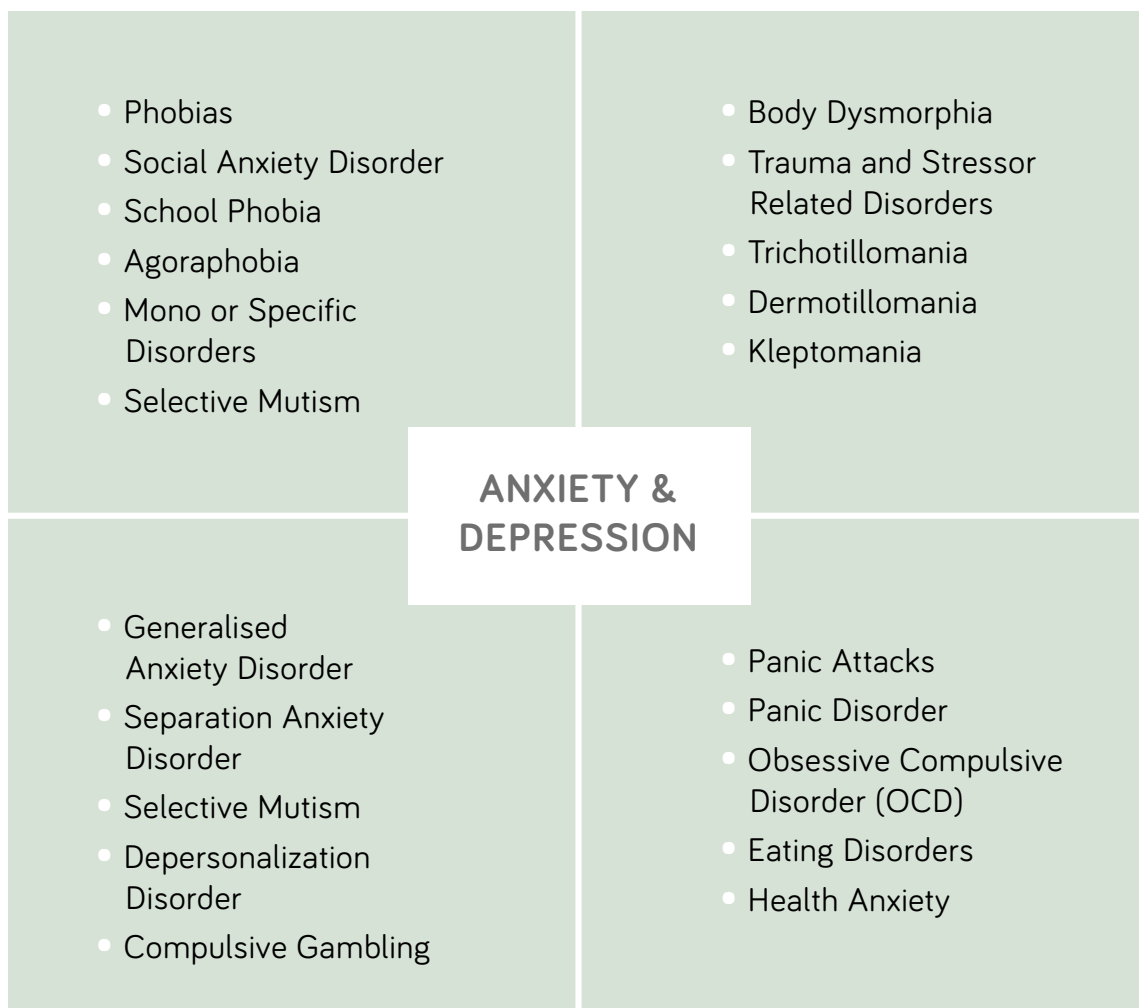 Phobias
Social Anxiety Disorder
School Phobia
Agoraphobia
Mono or Specific
Disorders
Selective Mutism
Body Dysmorphia
Trauma and Stressor
Related Disorders
Trichotillomania
Dermotillomania
Kleptomania
ANXIETY &
DEPRESSION
Generalised
Anxiety Disorder
Separation Anxiety
Disorder
Selective Mutism
Depersonalization
Disorder
Compulsive Gambling
Panic Attacks
Panic Disorder
Obsessive Compulsive
Disorder (OCD)
Eating Disorders
Health Anxiety